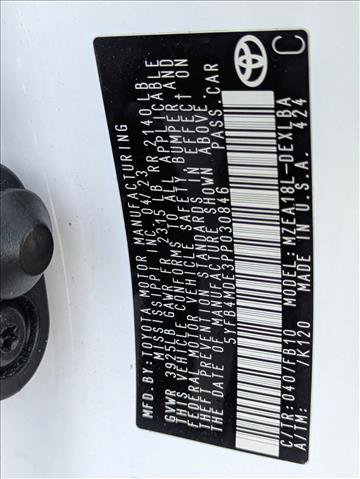 MFD.BY:TOYOTA MOTOR MANUFACTURING
MISSISSIPPI, INC. 04/23
GVWR 3925LB GAWR FR 2315 LB RR 2140 LB
THIS VEHICLE CONFORMS TO ALL APPLICABLE
FEDERAL MOTOR VEHICLE SAFETY BUMPER AND
THEFT PREVENTION STANDARDS IN EFFECT ON
THE DATE OF MANUFACTURE SHOWN ABOVE.
PASS.CAR
C/TR: 040/FB10 MODEL: MZEA18L-DEXLBA
A/TM: /K120 MADE IN U.S.A. 424
C